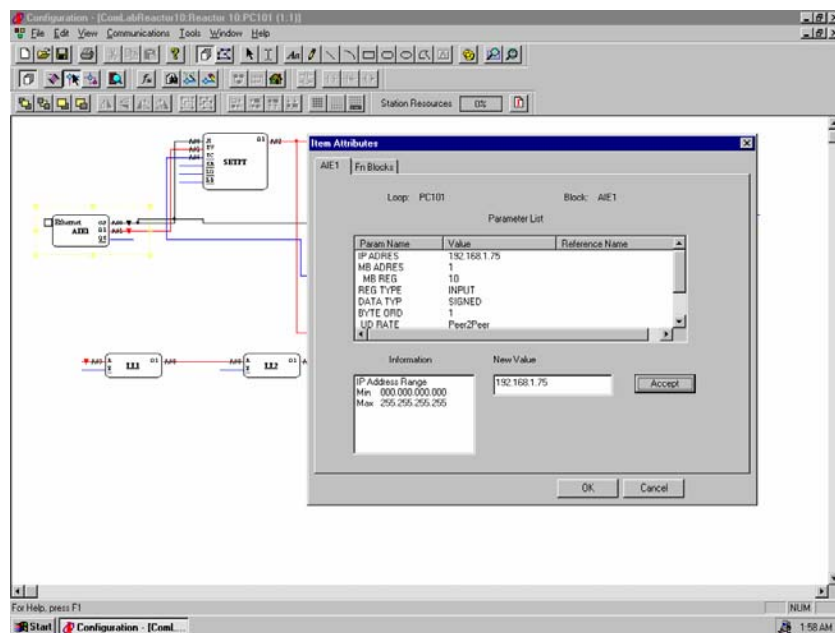 Configuration - [ComLabReactor10:Reactor 10:PC101 (1.1)]
File Edit View Communications Tools Window Help
Station Resources 0%
SETPT
Ethernet
AIE1
LL1
LL2
Item Attributes
AIE1 Fn Blocks
Loop: PC101 Block: AIE1
Parameter List
Param Name Value Reference Name
IP ADRES 192.168.1.75
MB ADRES 1
MB REG 10
REG TYPE INPUT
DATA TYP SIGNED
BYTE ORD 1
UD RATE Peer2Peer
Information New Value
IP Address Range
Min 000.000.000.000
Max 255.255.255.255
192.168.1.75
Accept
OK Cancel
For Help, press F1
NUM
Start Configuration - [ComL...
1:58 AM